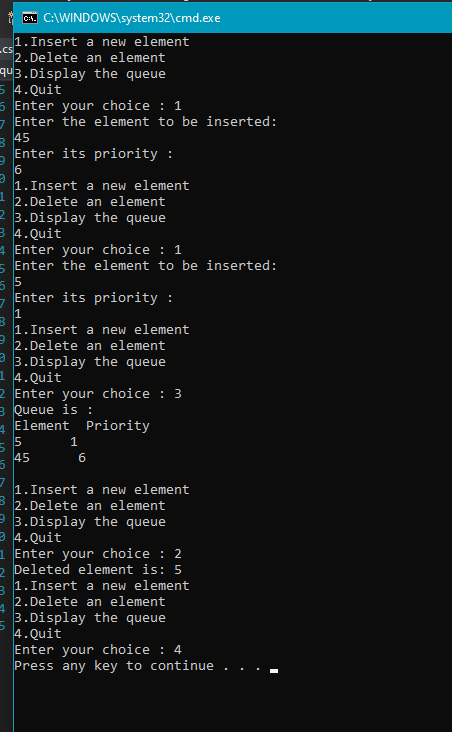 C:\WINDOWS\system32\cmd.exe
1.Insert a new element
2.Delete an element
3.Display the queue
4.Quit
Enter your choice : 1
Enter the element to be inserted:
45
Enter its priority :
6
1.Insert a new element
2.Delete an element
3.Display the queue
4.Quit
Enter your choice : 1
Enter the element to be inserted:
5
Enter its priority :
1
1.Insert a new element
2.Delete an element
3.Display the queue
4.Quit
Enter your choice : 3
Queue is :
Element  Priority
5      1
45      6
1.Insert a new element
2.Delete an element
3.Display the queue
4.Quit
Enter your choice : 2
Deleted element is: 5
1.Insert a new element
2.Delete an element
3.Display the queue
4.Quit
Enter your choice : 4
Press any key to continue . . .